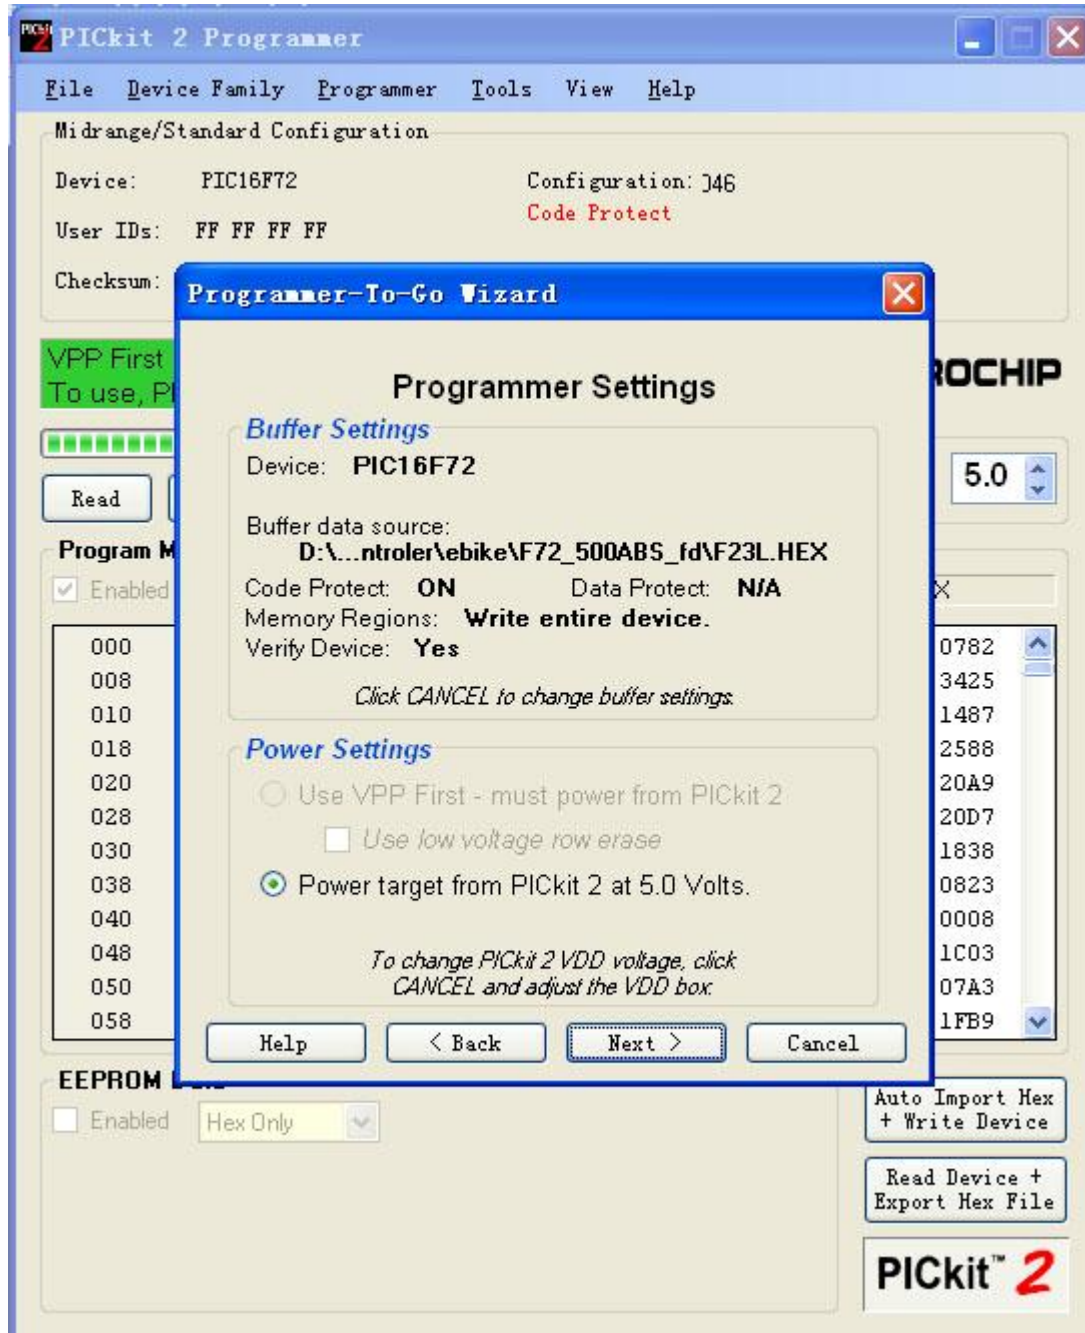 PICkit 2 Programmer
File Device Family Programmer Tools View Help
Midrange/Standard Configuration
Device: PIC16F72 Configuration: 046
Code Protect
User IDs: FF FF FF FF
Checksum:
Programmer-To-Go Wizard
VPP First
To use,
ROCHIP
Programmer Settings
Buffer Settings
Device: PIC16F72
5.0
Read
Buffer data source:
D:\...ntroler\ebike\F72_500ABS_fd\F23L.HEX
Program M
Code Protect: ON Data Protect: N/A
Enabled
Memory Regions: Write entire device.
Verify Device: Yes
Click CANCEL to change buffer settings.
000 0782
008 3425
010 1487
018 2588
020 20A9
028 20D7
030 1838
038 0823
040 0008
048 1C03
050 07A3
058 1FB9
Power Settings
Use VPP First - must power from PICkit 2
Use low voltage row erase
Power target from PICkit 2 at 5.0 Volts.
To change PICkit 2 VDD voltage, click
CANCEL and adjust the VDD box.
Help < Back Next > Cancel
EEPROM
Enabled Hex Only
Auto Import Hex
+ Write Device
Read Device +
Export Hex File
PICkit™ 2